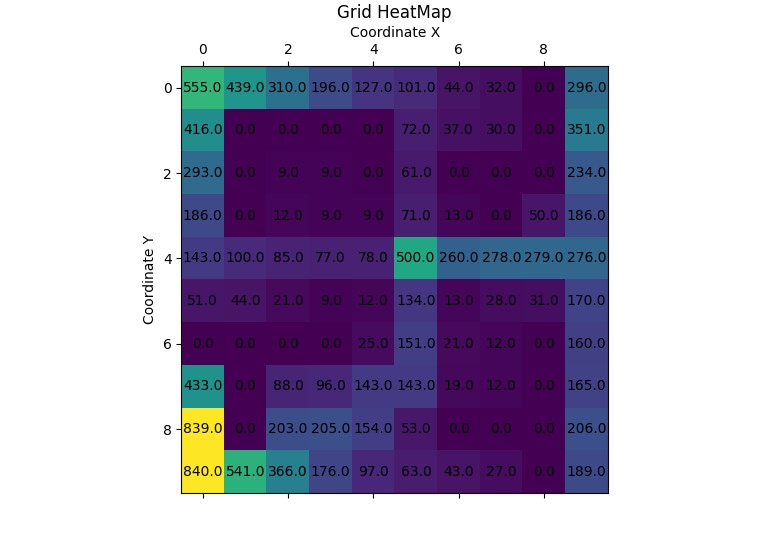 Grid HeatMap
Coordinate X
0 2 4 6 8
0 555.0 439.0 310.0 196.0 127.0 101.0 44.0 32.0 0.0 296.0
416.0 0.0 0.0 0.0 0.0 72.0 37.0 30.0 0.0 351.0
2 293.0 0.0 9.0 9.0 0.0 61.0 0.0 0.0 0.0 234.0
186.0 0.0 12.0 9.0 9.0 71.0 13.0 0.0 50.0 186.0
4 143.0 100.0 85.0 77.0 78.0 500.0 260.0 278.0 279.0 276.0
Coordinate Y
51.0 44.0 21.0 9.0 12.0 134.0 13.0 28.0 31.0 170.0
6 0.0 0.0 0.0 0.0 25.0 151.0 21.0 12.0 0.0 160.0
433.0 0.0 88.0 96.0 143.0 143.0 19.0 12.0 0.0 165.0
8 839.0 0.0 203.0 205.0 154.0 53.0 0.0 0.0 0.0 206.0
840.0 541.0 366.0 176.0 97.0 63.0 43.0 27.0 0.0 189.0